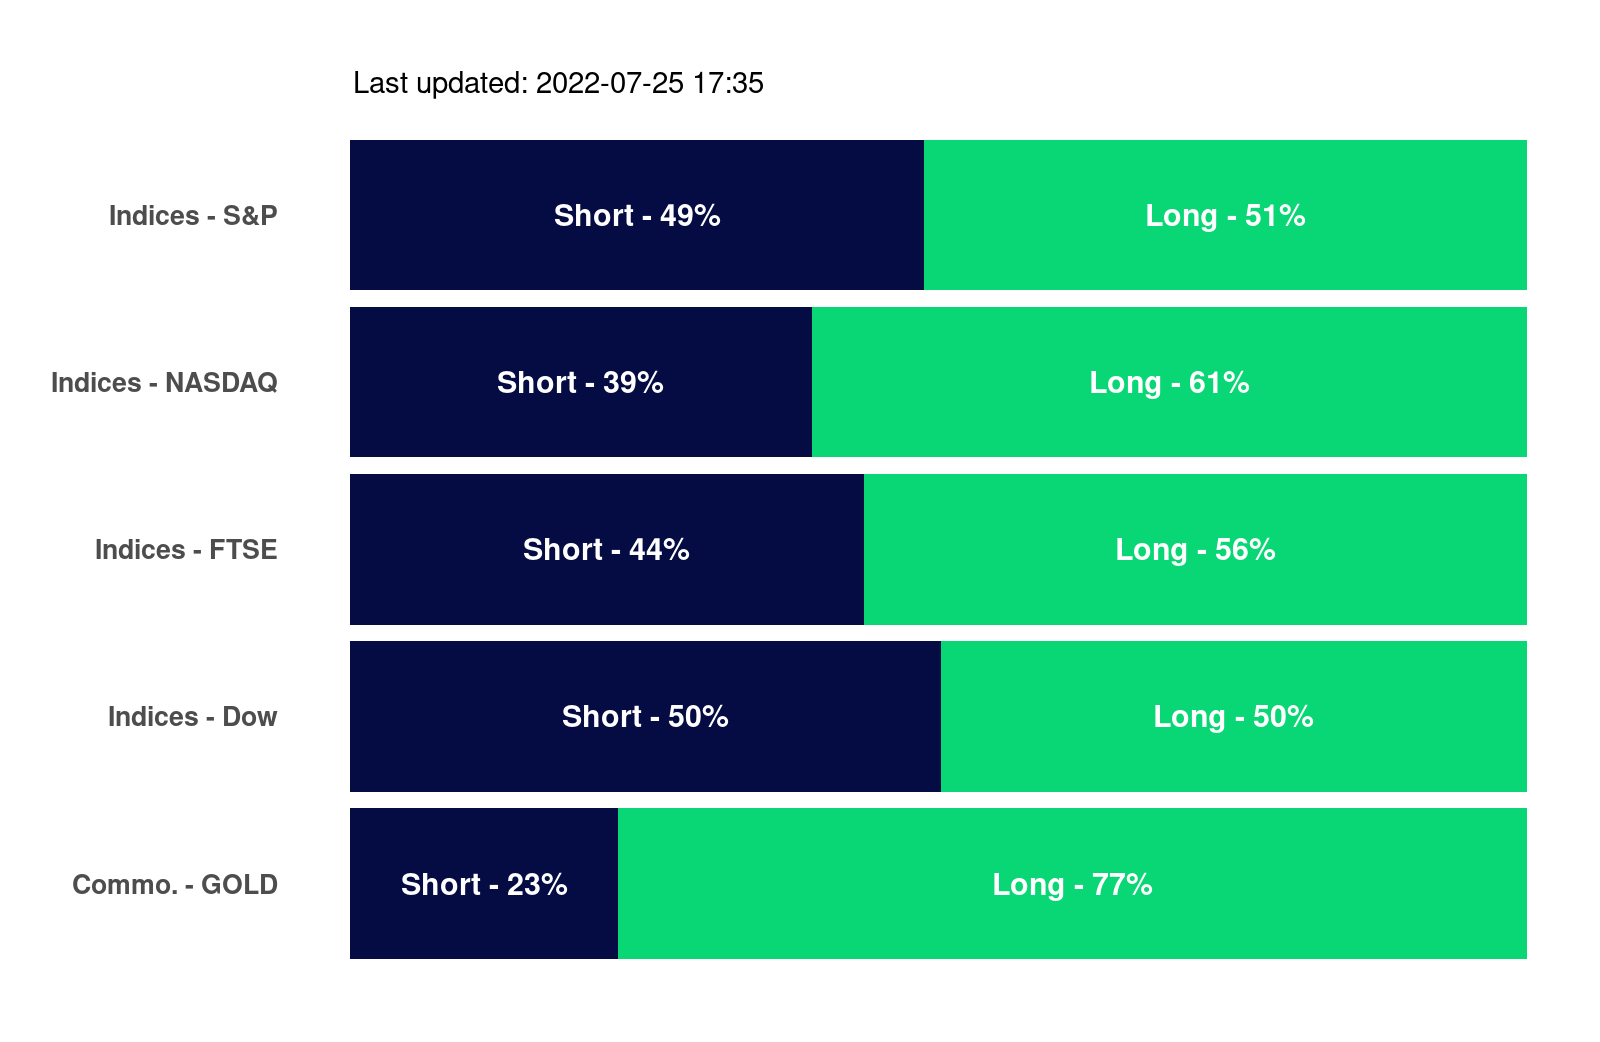 Last updated: 2022-07-25 17:35
Indices - S&P Short - 49% Long - 51%
Indices - NASDAQ Short - 39% Long - 61%
Indices - FTSE Short - 44% Long - 56%
Indices - Dow Short - 50% Long - 50%
Commo. - GOLD Short - 23% Long - 77%